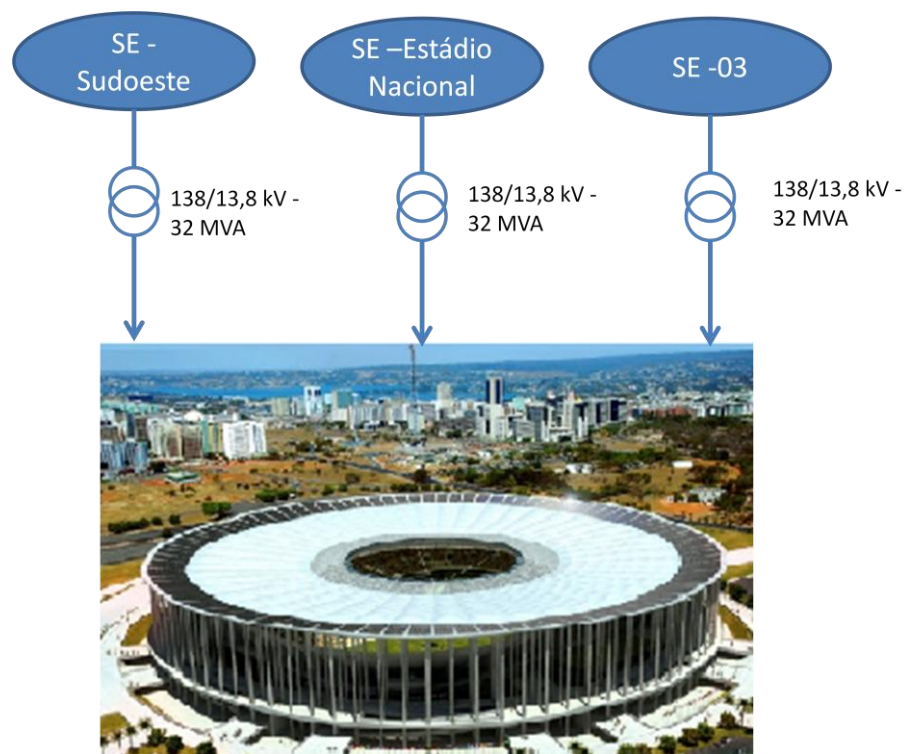 SE -
Sudoeste
SE –Estádio
Nacional
SE -03
138/13,8 kV -
32 MVA
138/13,8 kV -
32 MVA
138/13,8 kV -
32 MVA